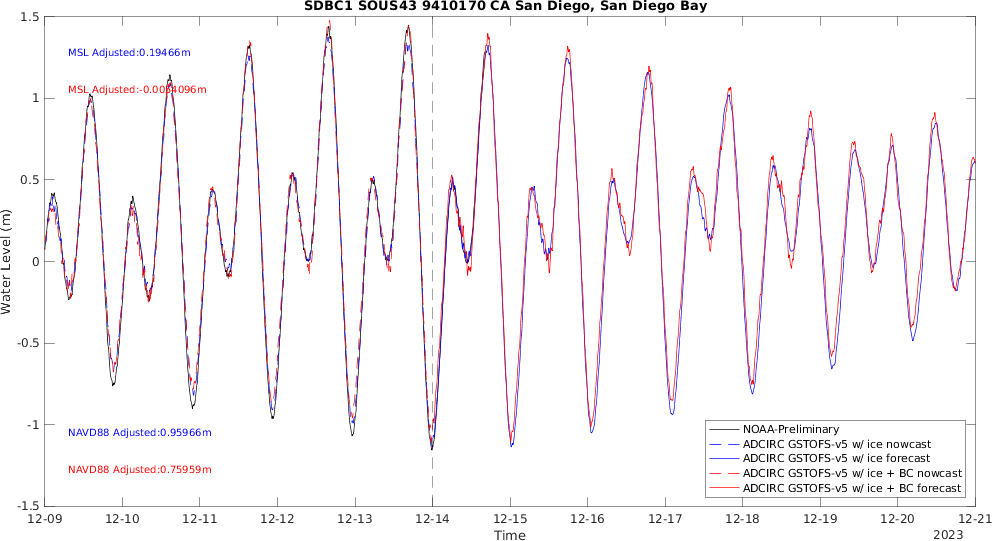 SDBC1 SOUS43 9410170 CA San Diego, San Diego Bay
Water Level (m)
1.5
1
0.5
0
-0.5
-1
-1.5
MSL Adjusted:0.19466m
MSL Adjusted:-0.0034096m
NAVD88 Adjusted:0.95966m
NAVD88 Adjusted:0.75959m
NOAA-Preliminary
ADCIRC GSTOFS-v5 w/ ice nowcast
ADCIRC GSTOFS-v5 w/ ice forecast
ADCIRC GSTOFS-v5 w/ ice + BC nowcast
ADCIRC GSTOFS-v5 w/ ice + BC forecast
12-09 12-10 12-11 12-12 12-13 12-14 12-15 12-16 12-17 12-18 12-19 12-20 12-21
Time
2023